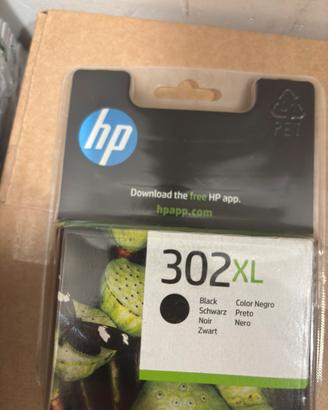 PET
hp
Download the free HP app.
hpapp.com
302XL
Black Color Negro
Schwarz Preto
Noir Nero
Zwart